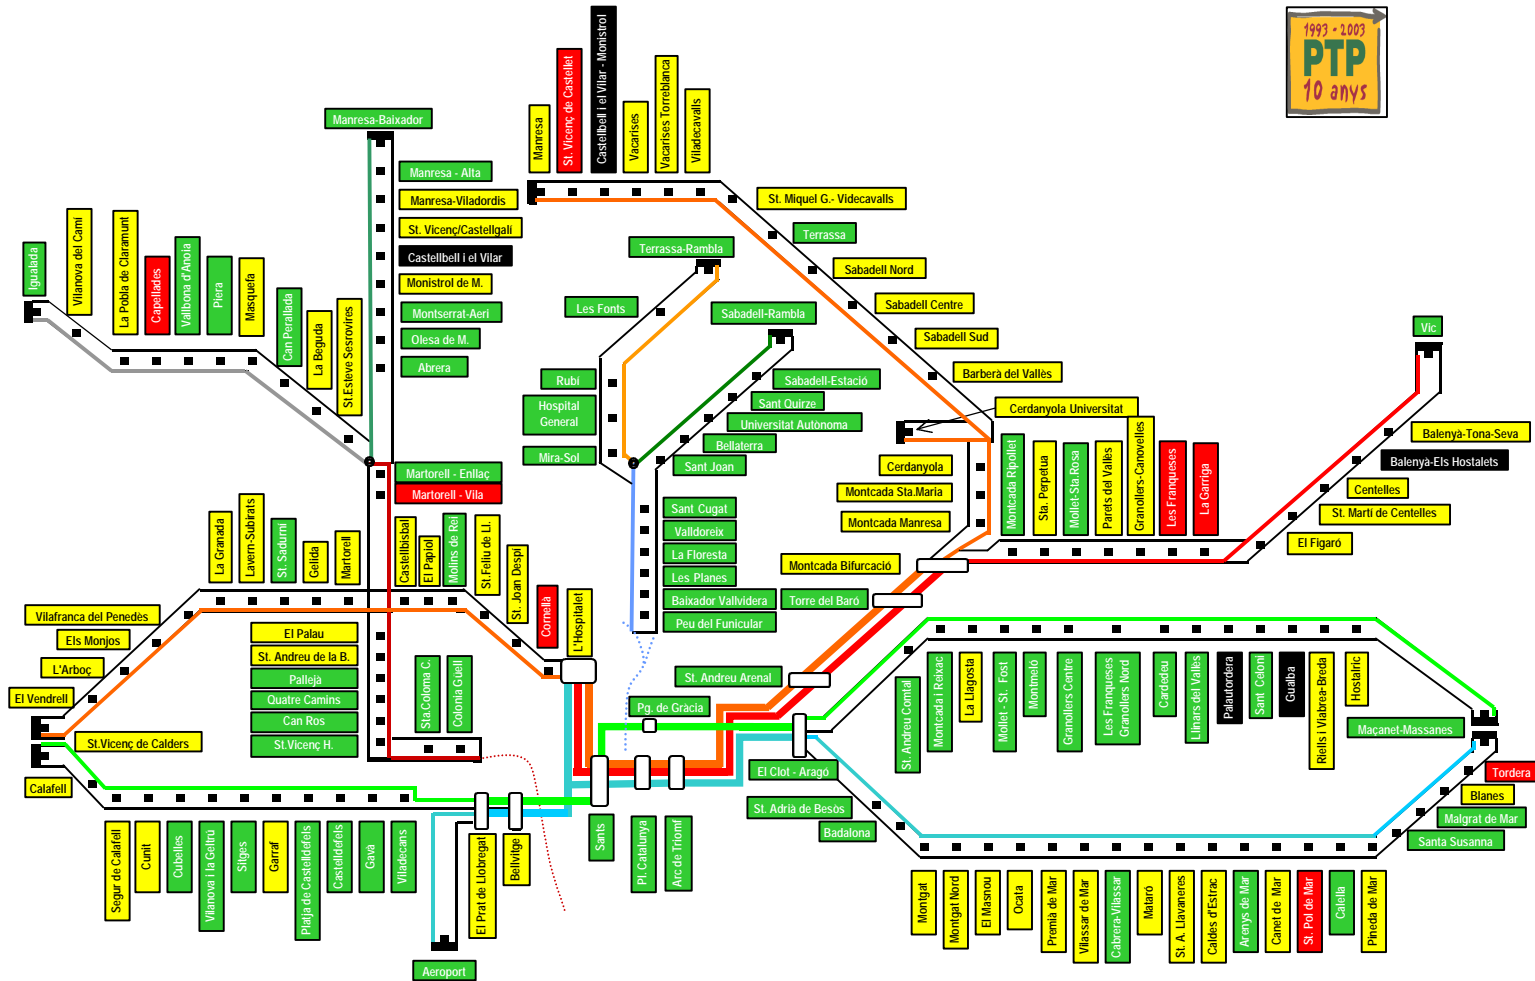 1993 - 2003
PTP
10 anys
Manresa-Baixador
Manresa - Alta
Manresa-Viladordis
St. Vicenç/Castellgalí
Castellbell i el Vilar
Monistrol de M.
Montserrat-Aeri
Olesa de M.
Abrera
Martorell - Enllaç
Martorell - Vila
Igualada
Vilanova del Camí
La Pobla de Claramunt
Capellades
Vallbona d'Anoia
Piera
Masquefa
Can Perallada
La Beguda
St.Esteve Sesrovires
Manresa
St. Vicenç de Castellet
Castellbell i el Vilar - Monistrol
Vacarises
Vacarises Torreblanca
Viladecavalls
St. Miquel G.- Videcavalls
Terrassa
Sabadell Nord
Sabadell Centre
Sabadell Sud
Barberà del Vallès
Cerdanyola Universitat
Cerdanyola
Montcada Sta.Maria
Montcada Manresa
Montcada Bifurcació
Torre del Baró
St. Andreu Arenal
Terrassa-Rambla
Les Fonts
Rubí
Hospital
General
Mira-Sol
Sabadell-Rambla
Sabadell-Estació
Sant Quirze
Universitat Autònoma
Bellaterra
Sant Joan
Sant Cugat
Valldoreix
La Floresta
Les Planes
Baixador Vallvidera
Peu del Funicular
Vic
Balenyà-Tona-Seva
Balenyà-Els Hostalets
Centelles
St. Martí de Centelles
El Figaró
Montcada Ripollet
Sta. Perpetua
Mollet-Sta.Rosa
Parets del Vallès
Granollers-Canovelles
Les Franqueses
La Garriga
La Granada
Lavern-Subirats
St. Sadurní
Gelida
Martorell
Castellbisbal
El Papiol
Molins de Rei
St.Feliu de Ll.
St. Joan Despi
Cornellà
L'Hospitalet
Vilafranca del Penedès
Els Monjos
L'Arboç
El Vendrell
St.Vicenç de Calders
Calafell
El Palau
St. Andreu de la B.
Pallejà
Quatre Camins
Can Ros
St.Vicenç H.
Sta.Coloma C.
Colonia Güell
Segur de Calafell
Cunit
Cubelles
Vilanova i la Geltrú
Sitges
Garraf
Platja de Castelldefels
Castelldefels
Gavà
Viladecans
El Prat de Llobregat
Bellvitge
Aeroport
Sants
Pl. Catalunya
Arc de Triomf
Pg. de Gràcia
El Clot - Aragó
St. Adrià de Besòs
Badalona
St. Andreu Comtal
Montcada i Reixac
La Llagosta
Mollet - St. Fost
Montmeló
Granollers Centre
Les Franqueses
Granollers Nord
Cardedeu
Llinars del Vallès
Palautordera
Sant Celoni
Gualba
Riells i Viabrea-Breda
Hostalric
Maçanet-Massanes
Tordera
Blanes
Malgrat de Mar
Santa Susanna
Montgat
Montgat Nord
El Masnou
Ocata
Premià de Mar
Vilassar de Mar
Cabrera-Vilassar
Mataró
St. A. Llavaneres
Caldes d'Estrac
Arenys de Mar
Canet de Mar
St. Pol de Mar
Calella
Pineda de Mar